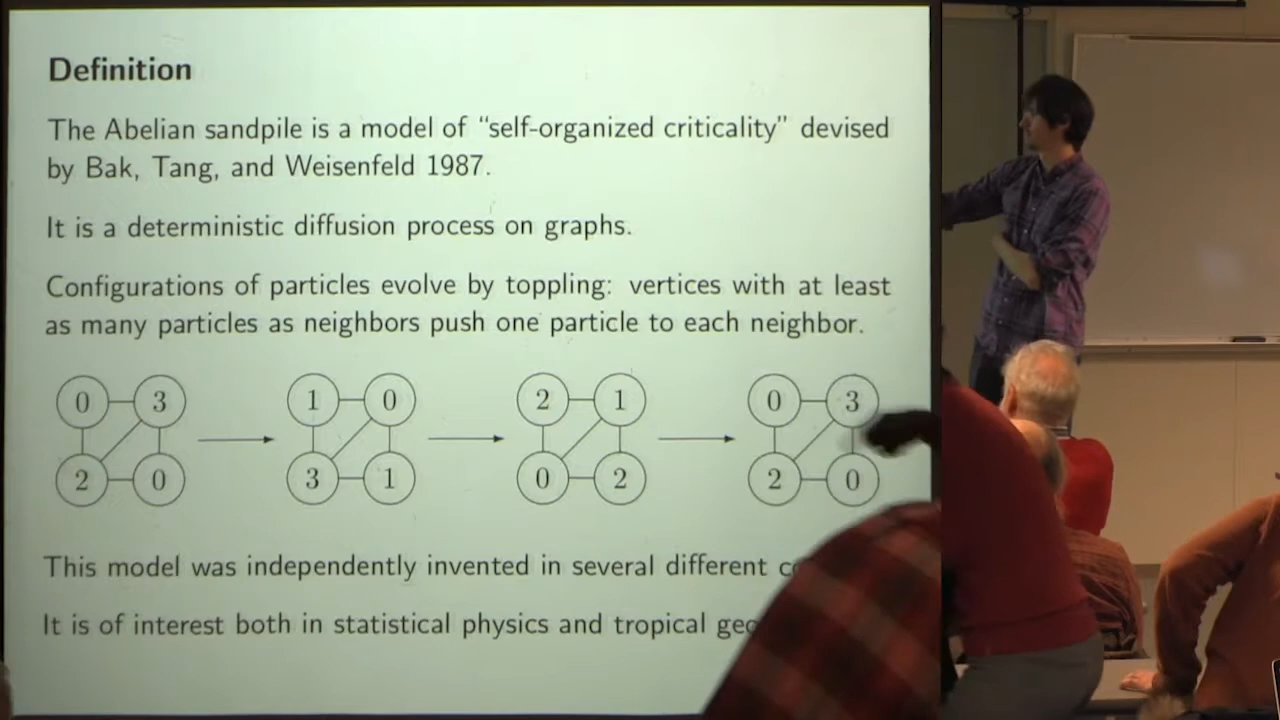 Definition
The Abelian sandpile is a model of “self-organized criticality” devised
by Bak, Tang, and Weisenfeld 1987.
It is a deterministic diffusion process on graphs.
Configurations of particles evolve by toppling: vertices with at least
as many particles as neighbors push one particle to each neighbor.
0 3 1 0 2 1 0 3
2 0 3 1 0 2 2 0
This model was independently invented in several different
It is of interest both in statistical physics and tropical